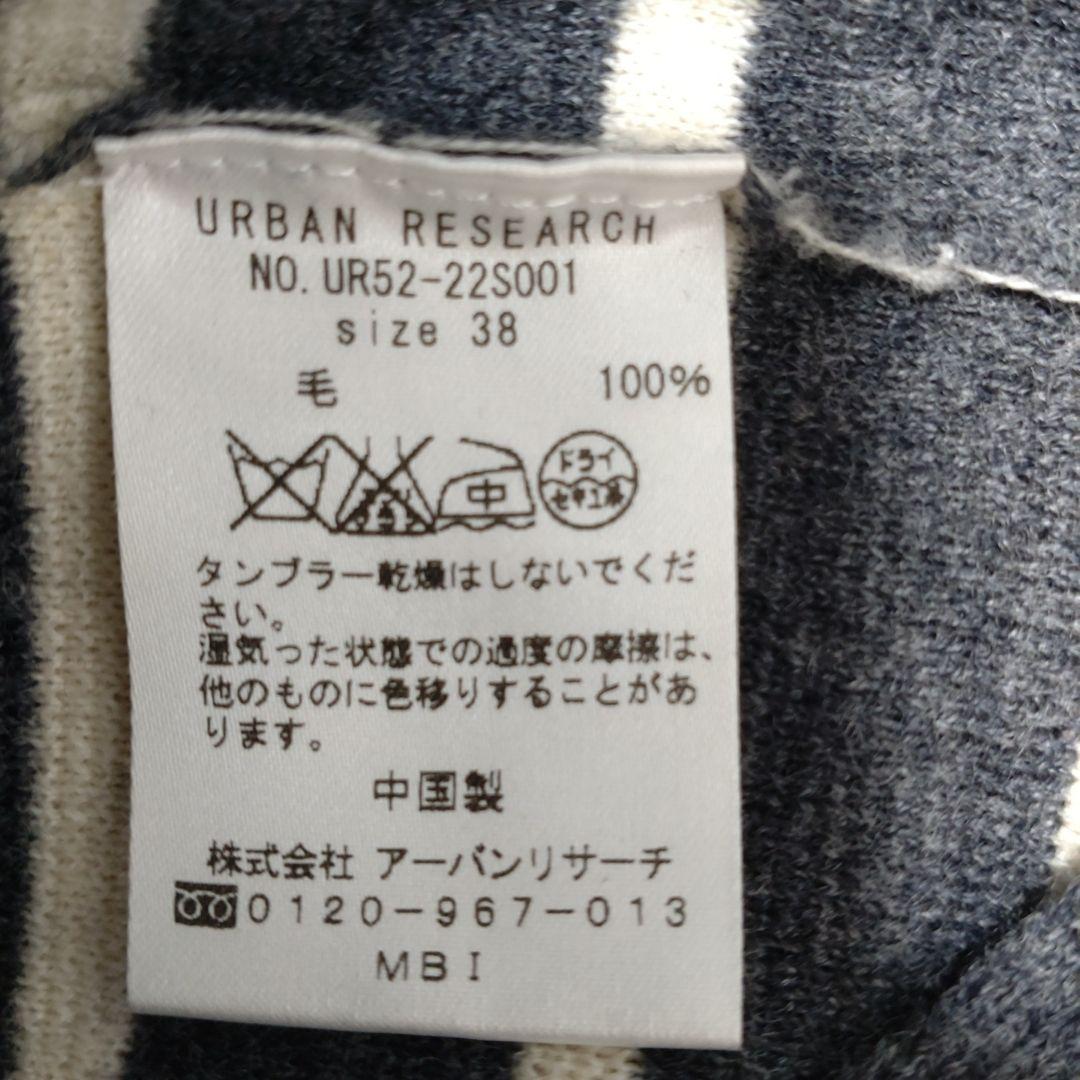 URBAN RESEARCH
NO. UR52-22S001
size 38
毛 100%
中 ドライ
セキユ系
タンブラー乾燥はしないでくだ
さい。
湿気った状態での過度の摩擦は、
他のものに色移りすることがあ
ります。
中国製
株式会社 アーバンリサーチ
0120-967-013
MBI